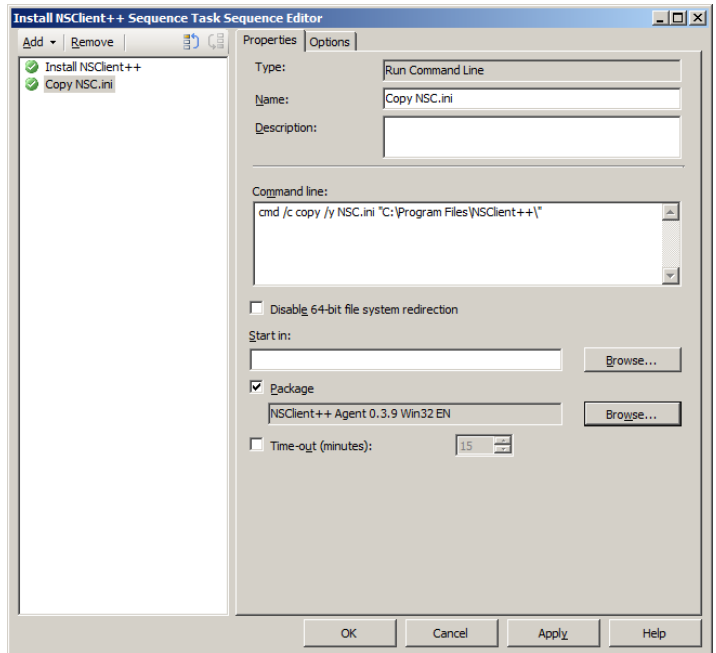 Install NSClient++ Sequence Task Sequence Editor
Add Remove
Install NSClient++
Copy NSC.ini
Properties Options
Type: Run Command Line
Name: Copy NSC.ini
Description:
Command line:
cmd /c copy /y NSC.ini "C:\Program Files\NSClient++\"
Disable 64-bit file system redirection
Start in:
Browse...
Package
NSClient++ Agent 0.3.9 Win32 EN Browse...
Time-out (minutes): 15
OK Cancel Apply Help